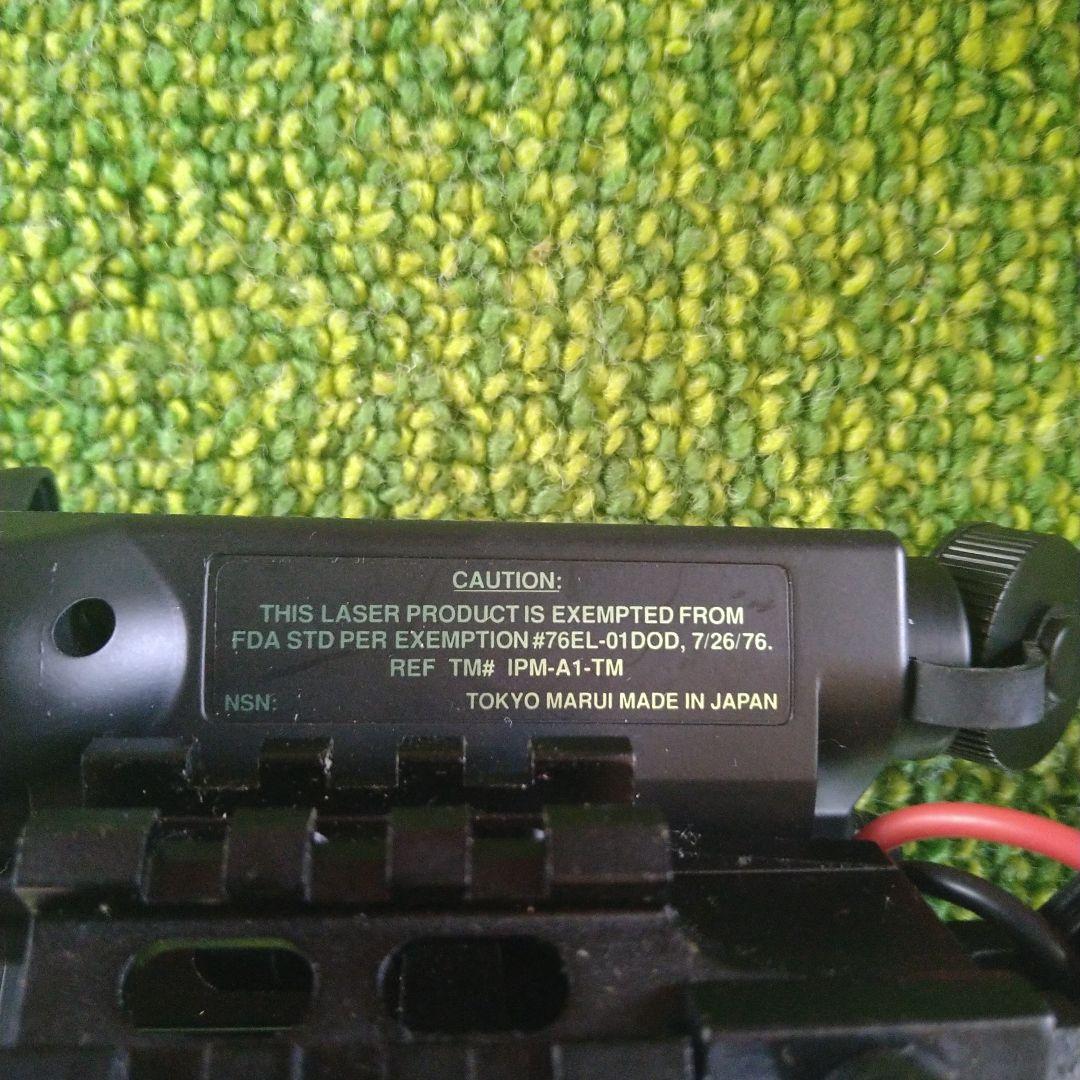 CAUTION:
THIS LASER PRODUCT IS EXEMPTED FROM
FDA STD PER EXEMPTION #76EL-01DOD, 7/26/76.
REF TM# IPM-A1-TM
NSN: TOKYO MARUI MADE IN JAPAN